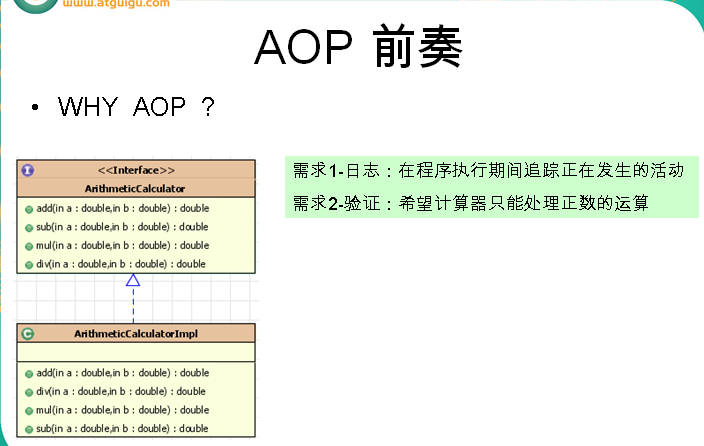 www.atguigu.com
AOP 前奏
• WHY AOP ?
<<Interface>>
ArithmeticCalculator
add(in a : double,in b : double) : double
sub(in a : double,in b : double) : double
mul(in a : double,in b : double) : double
div(in a : double,in b : double) : double
I
需求1-日志：在程序执行期间追踪正在发生的活动
需求2-验证：希望计算器只能处理正数的运算
C
ArithmeticCalculatorImpl
add(in a : double,in b : double) : double
div(in a : double,in b : double) : double
mul(in a : double,in b : double) : double
sub(in a : double,in b : double) : double